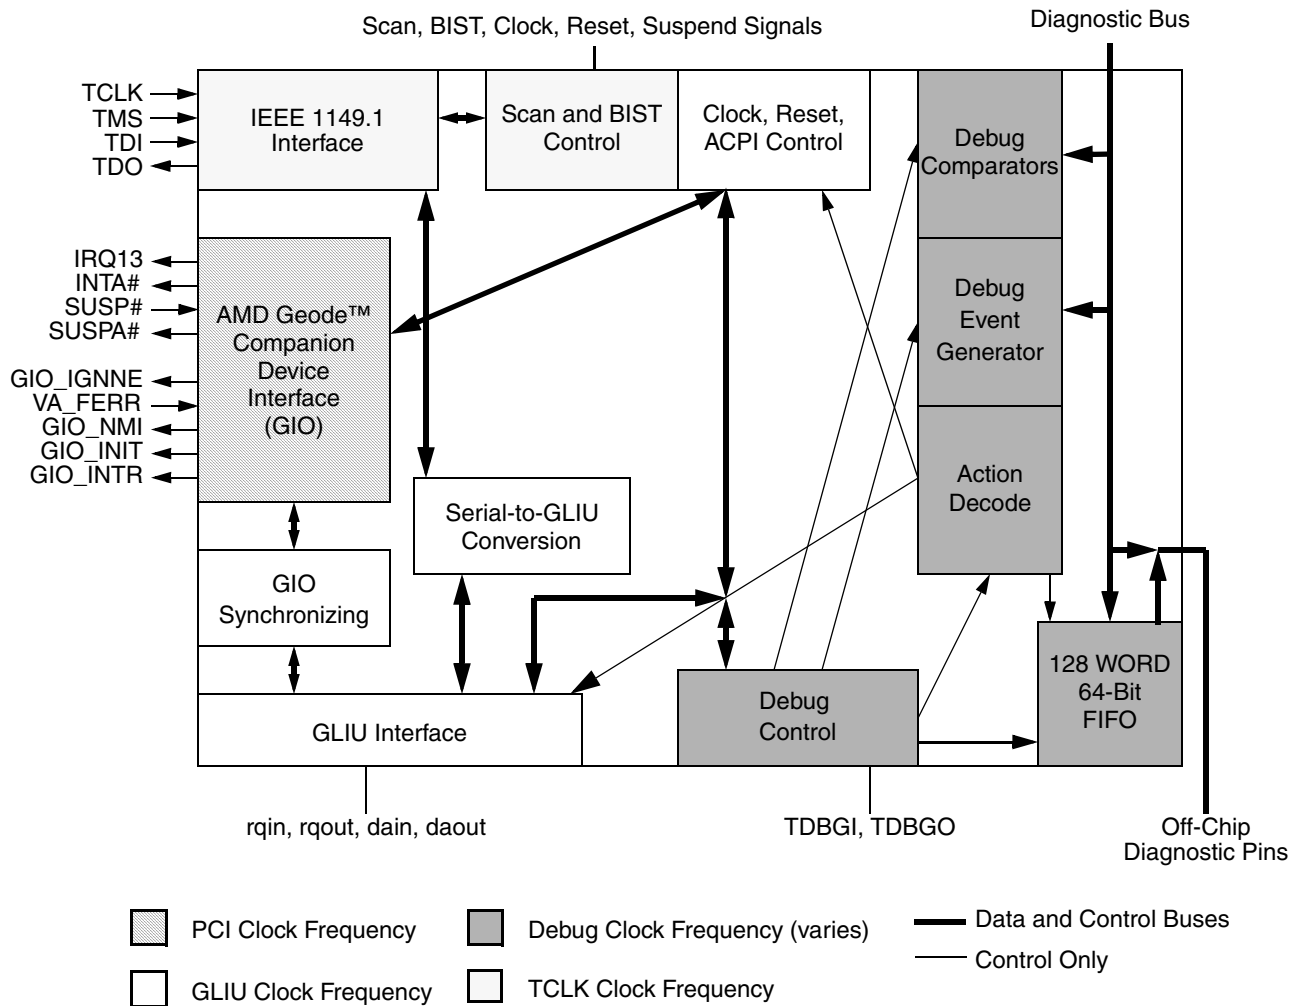 Diagnostic Bus
Scan, BIST, Clock, Reset, Suspend Signals
TCLK
TMS
TDI
TDO
IEEE 1149.1
Interface
Scan and BIST
Control
Clock, Reset,
ACPI Control
Debug
Comparators
IRQ13
INTA#
SUSP#
SUSPA#
GIO_IGNNE
VA_FERR
GIO_NMI
GIO_INIT
GIO_INTR
AMD Geode™
Companion
Device
Interface
(GIO)
Debug
Event
Generator
Action
Decode
Serial-to-GLIU
Conversion
GIO
Synchronizing
128 WORD
64-Bit
FIFO
GLIU Interface
Debug
Control
rqin, rqout, dain, daout
TDBGI, TDBGO
Off-Chip
Diagnostic Pins
PCI Clock Frequency
Debug Clock Frequency (varies)
Data and Control Buses
Control Only
GLIU Clock Frequency
TCLK Clock Frequency